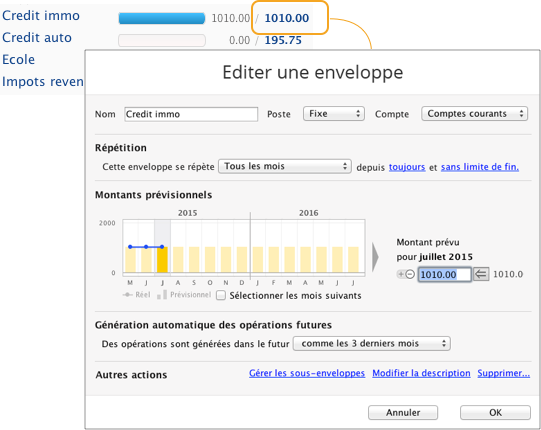 Credit immo 1010.00 / 1010.00
Credit auto 0.00 / 195.75
Ecole
Impots reven
Editer une enveloppe
Nom Credit immo Poste Fixe Compte Comptes courants
Répétition
Cette enveloppe se répète Tous les mois depuis toujours et sans limite de fin.
Montants prévisionnels
2015 2016
2000
0
M J J A S O N D J F M A M J J A S O N D
Réel Prévisionnel Sélectionner les mois suivants
Montant prévu
pour juillet 2015
1010.00 1010.0
Génération automatique des opérations futures
Des opérations sont générées dans le futur comme les 3 derniers mois
Autres actions Gérer les sous-enveloppes Modifier la description Supprimer...
Annuler OK